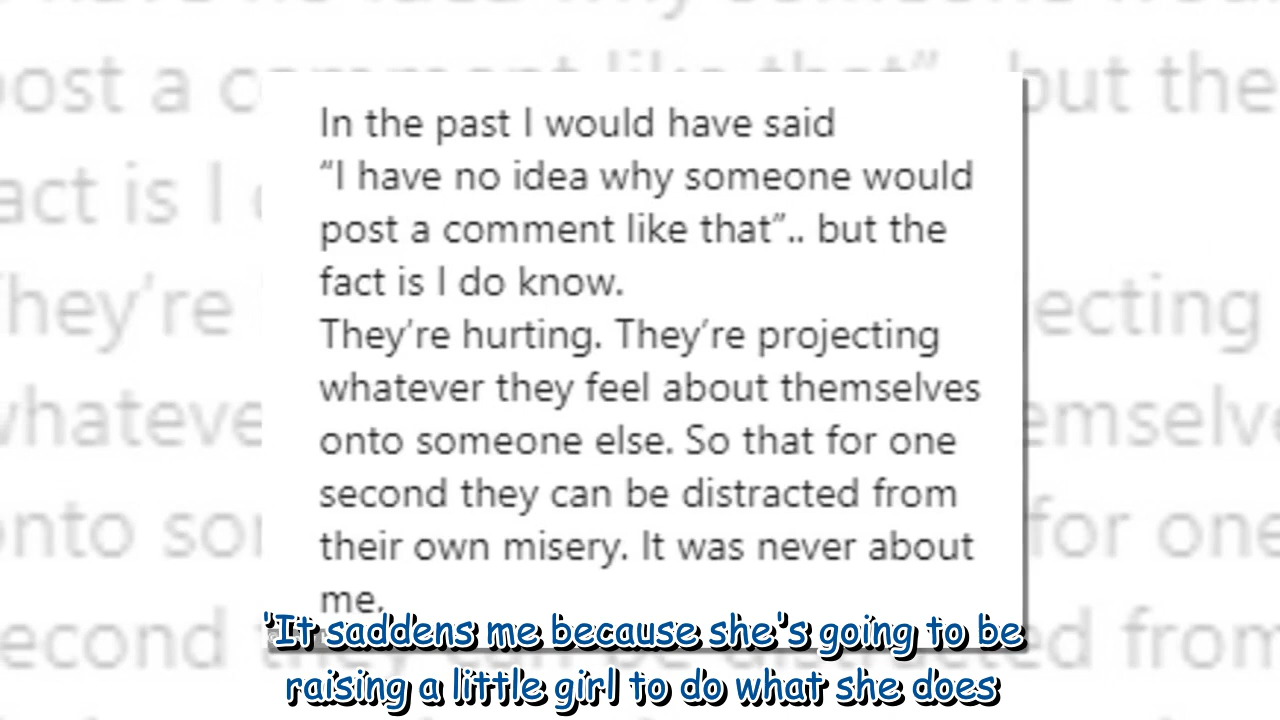 In the past I would have said
“I have no idea why someone would
post a comment like that”.. but the
fact is I do know.
They’re hurting. They’re projecting
whatever they feel about themselves
onto someone else. So that for one
second they can be distracted from
their own misery. It was never about
me.
'It saddens me because she's going to be
raising a little girl to do what she does